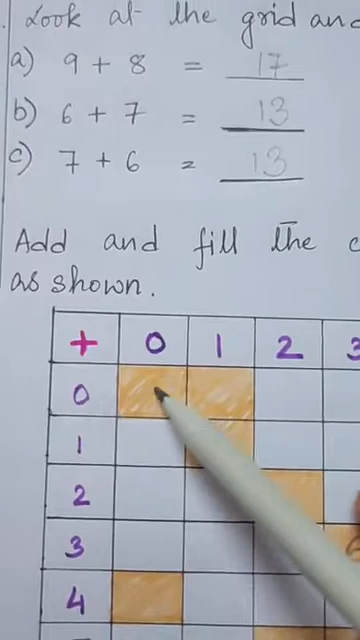 . Look at the grid and
a) 9 + 8 = 17
b) 6 + 7 = 13
c) 7 + 6 = 13
Add and fill the
as shown.
+ 0 1 2 3
0
1
2
3
4